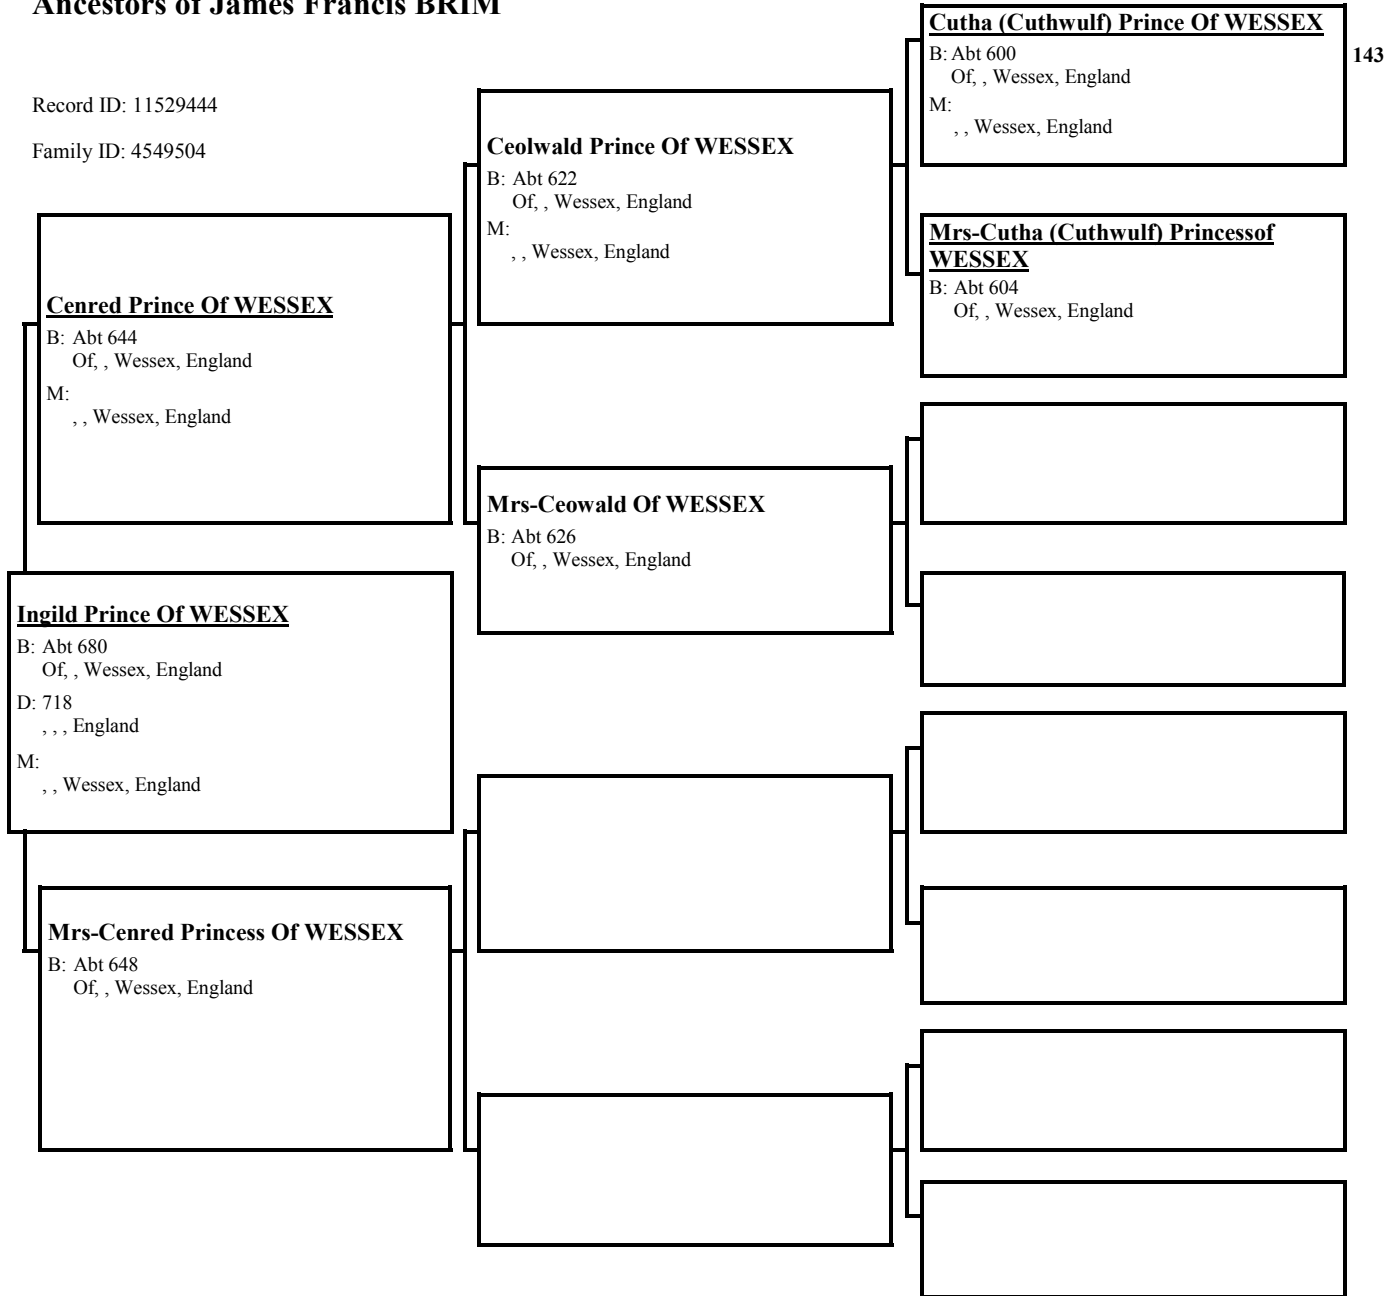 Ancestors of James Francis BRIM
Record ID: 11529444
Family ID: 4549504
143
Cutha (Cuthwulf) Prince Of WESSEX
B: Abt 600
Of, , Wessex, England
M:
, , Wessex, England
Ceolwald Prince Of WESSEX
B: Abt 622
Of, , Wessex, England
M:
, , Wessex, England
Mrs-Cutha (Cuthwulf) Princessof
WESSEX
B: Abt 604
Of, , Wessex, England
Cenred Prince Of WESSEX
B: Abt 644
Of, , Wessex, England
M:
, , Wessex, England
Mrs-Ceowald Of WESSEX
B: Abt 626
Of, , Wessex, England
Ingild Prince Of WESSEX
B: Abt 680
Of, , Wessex, England
D: 718
, , , England
M:
, , Wessex, England
Mrs-Cenred Princess Of WESSEX
B: Abt 648
Of, , Wessex, England